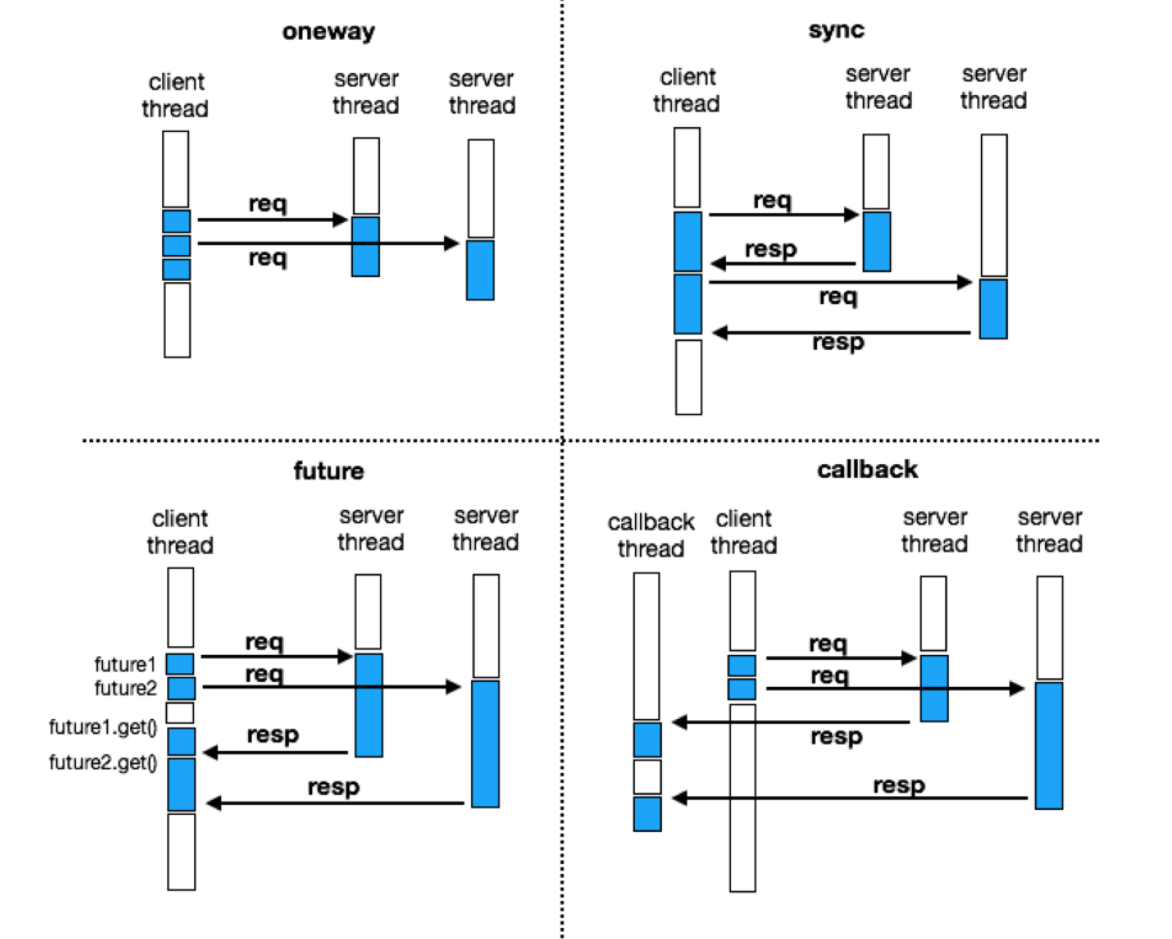 oneway
client
thread
server
thread
server
thread
req
req
sync
client
thread
server
thread
server
thread
req
resp
req
resp
future
client
thread
server
thread
server
thread
req
req
future1
future2
future1.get()
future2.get()
resp
resp
callback
callback
thread
client
thread
server
thread
server
thread
req
req
resp
resp